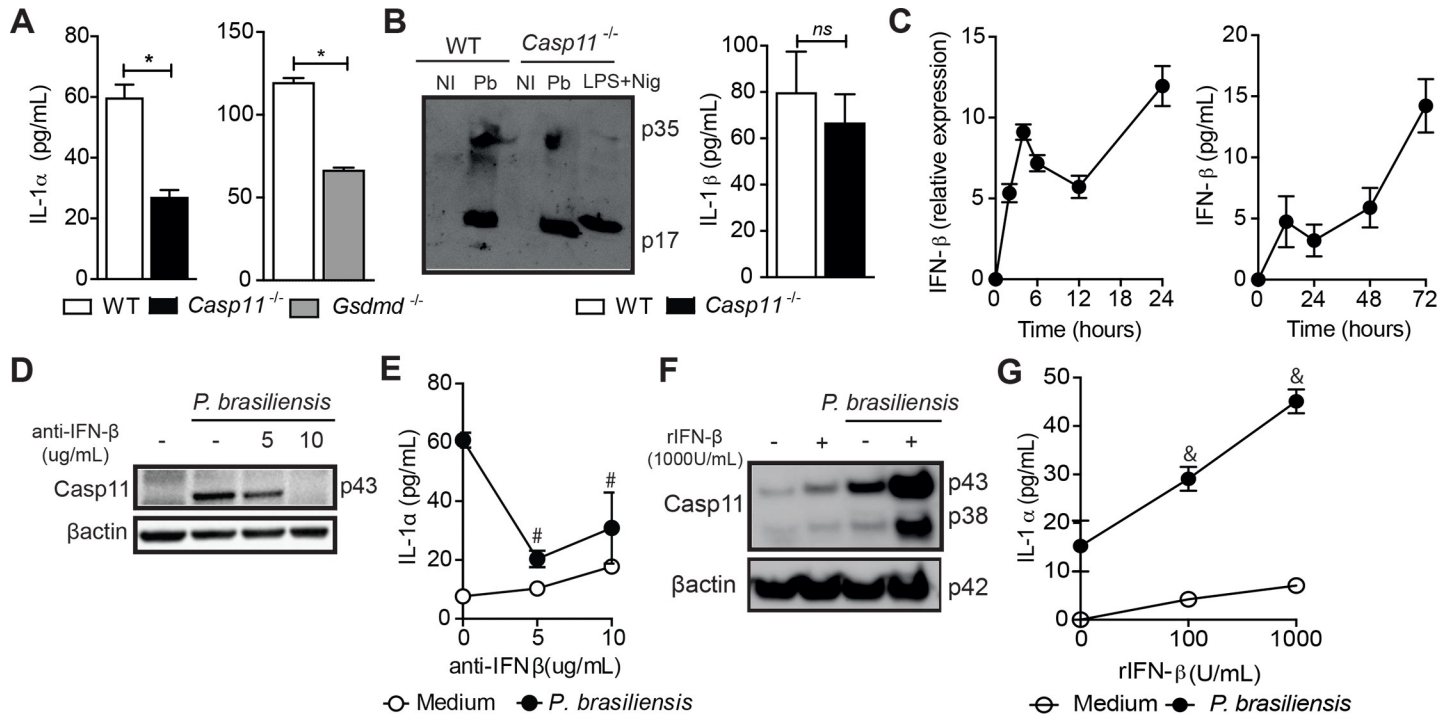 A
IL-1α (pg/mL)
80
60
40
20
0
*
150
100
50
0
*
WT Casp11 -/- Gsdmd -/-
B
WT Casp11 -/-
NI Pb NI Pb LPS+Nig
p35
p17
IL-1 β (pg/mL)
100
80
60
40
20
0
ns
WT Casp11 -/-
C
IFN- β (relative expression)
15
10
5
0
0 6 12 18 24
Time (hours)
IFN- β (pg/mL)
20
15
10
5
0
0 24 48 72
Time (hours)
D
P. brasiliensis
anti-IFN-β - - 5 10
(ug/mL)
Casp11 p43
βactin
E
IL-1α (pg/mL)
80
60
40
20
0
# #
0 5 10
anti-IFNβ(ug/mL)
Medium P. brasiliensis
F
P. brasiliensis
rIFN-β - + - +
(1000U/mL)
Casp11
p43
p38
βactin p42
G
IL-1 α (pg/mL)
50
40
30
20
10
0
& &
0 100 1000
rIFN-β(U/mL)
Medium P. brasiliensis